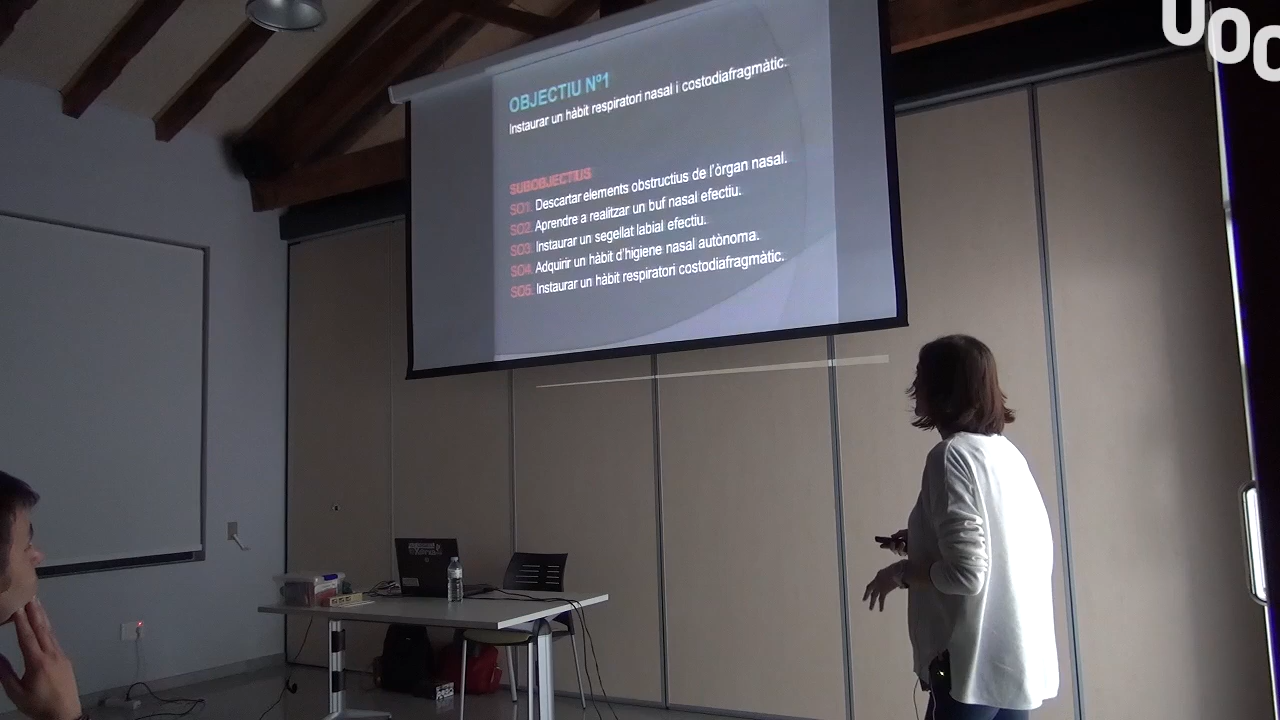 UOC
OBJECTIU Nº1
Instaurar un hàbit respiratori nasal i costodiafragmàtic.
SUBOBJECTIUS
SO1. Descartar elements obstructius de l'òrgan nasal.
SO2. Aprendre a realitzar un buf nasal efectiu.
SO3. Instaurar un segellat labial efectiu.
SO4. Adquirir un hàbit d'higiene nasal autònoma.
SO5. Instaurar un hàbit respiratori costodiafragmàtic.